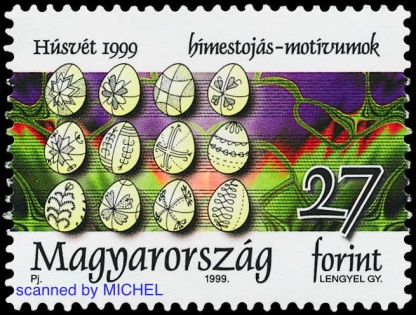 Húsvét 1999 hímestojás-motívumok
27
Magyarország forint
Pj. 1999. LENGYEL GY.
scanned by MICHEL